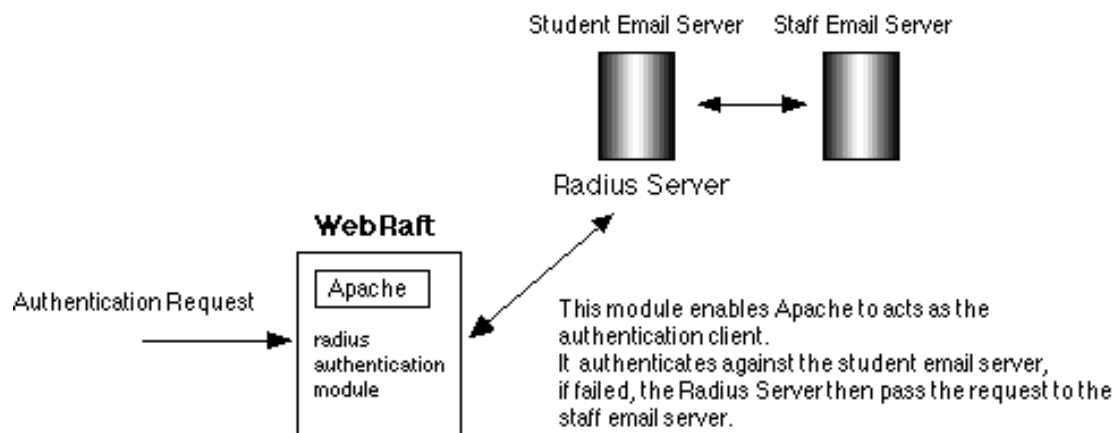 Student Email Server
Staff Email Server
Radius Server
WebRaft
Apache
Authentication Request
radius
authentication
module
This module enables Apache to acts as the
authentication client.
It authenticates against the student email server,
if failed, the Radius Server then pass the request to the
staff email server.